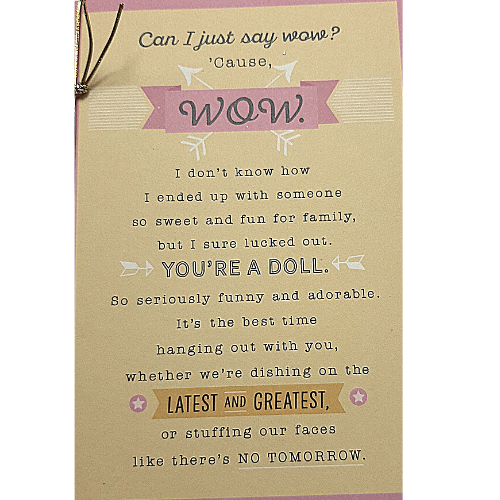 Can I just say wow?
'Cause,
WOW.
I don't know how
I ended up with someone
so sweet and fun for family,
but I sure lucked out.
YOU'RE A DOLL.
So seriously funny and adorable.
It's the best time
hanging out with you,
whether we're dishing on the
LATEST AND GREATEST,
or stuffing our faces
like there's NO TOMORROW.